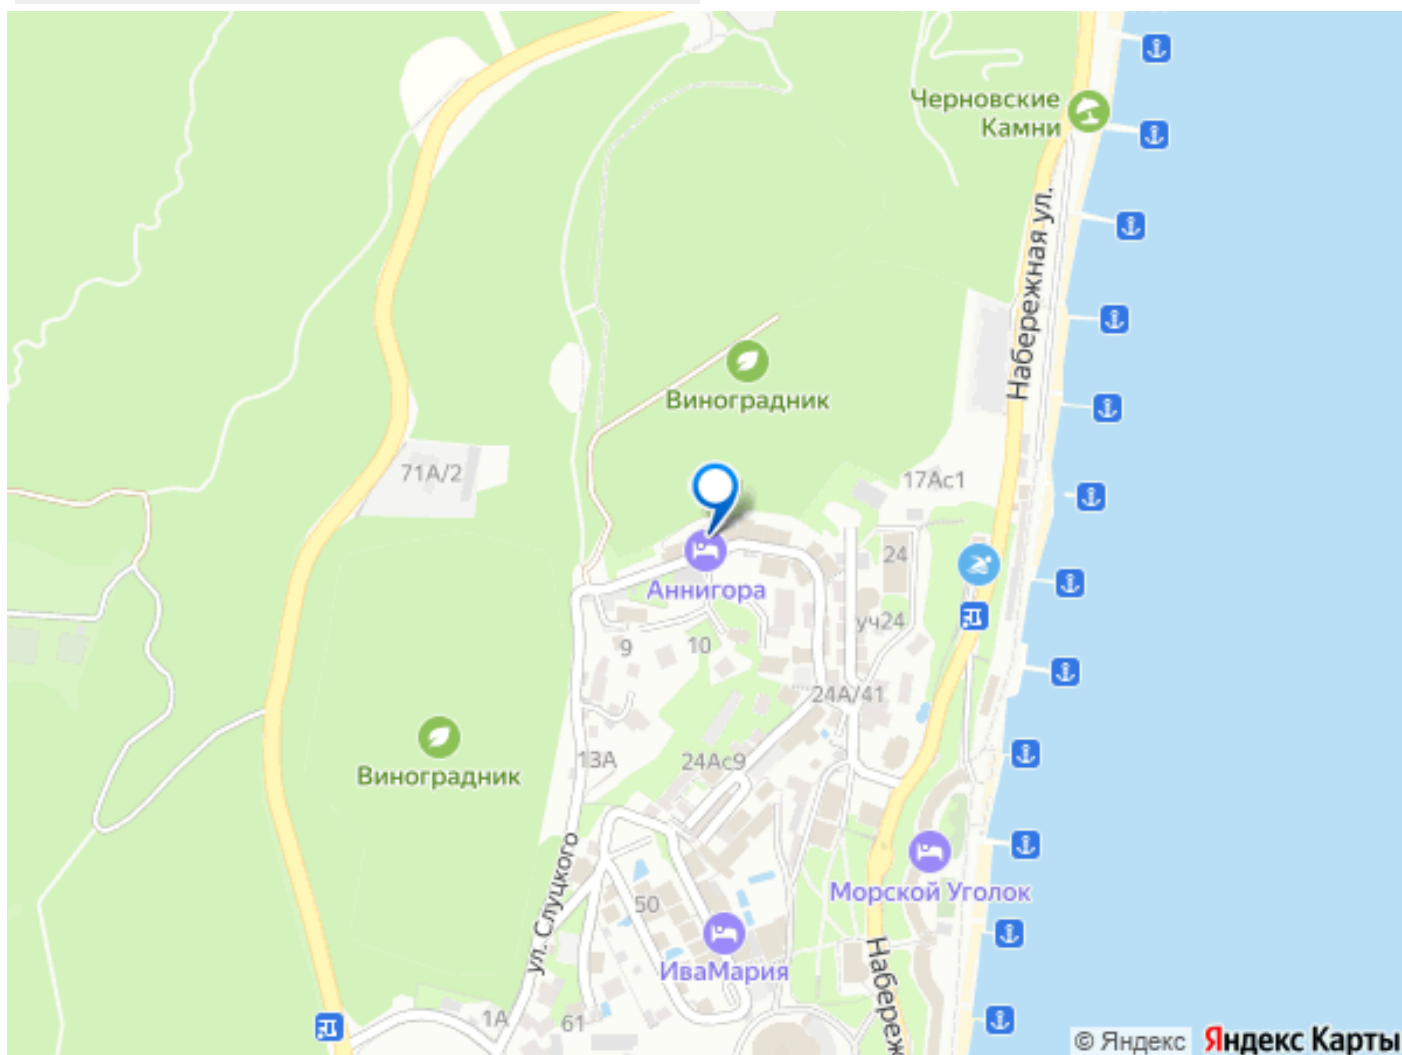 Черновские
Камни
Набережная ул.
Виноградник
71А/2
17Ас1
24
Аннигора
уч24
9
10
24А/41
13А
24Ас9
Виноградник
ул. Слуцкого
Морской Уголок
50
ИваМария
Набереж
1А
61
© Яндекс Яндекс Карты